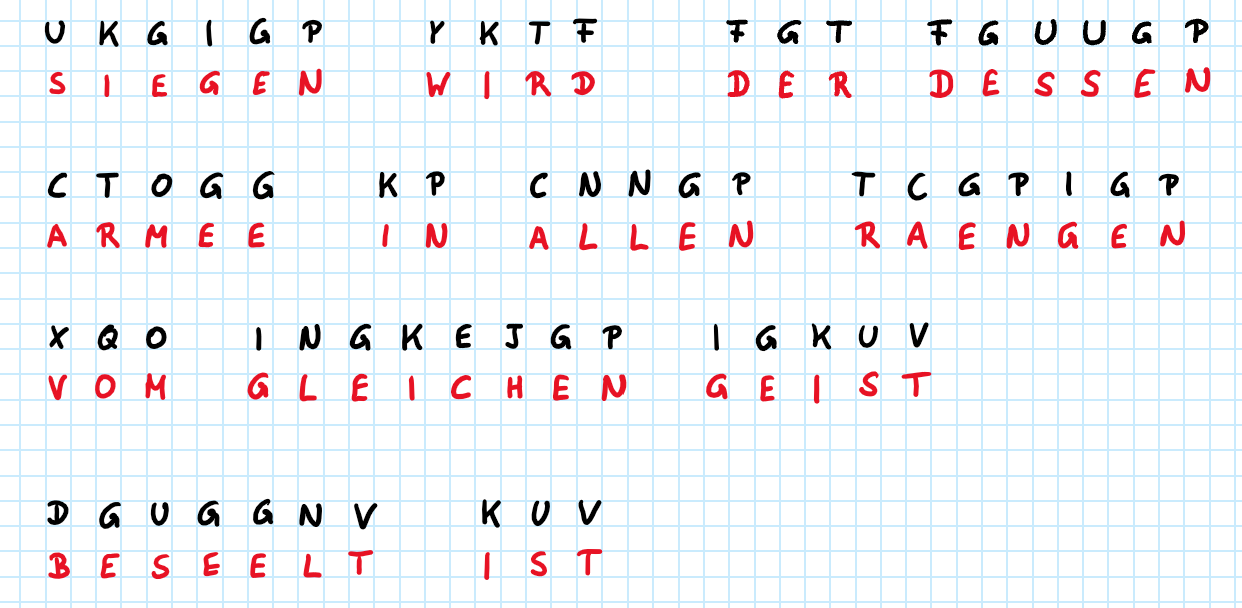 UKGIGP YKTF FGT FGUUGP
SIEGEN WIRD DER DESSEN
CTOGG KP CNNGP TCGPIGP
ARMEE IN ALLEN RAENGEN
XQO INGKEJGP IGKUV
VOM GLEICHEN GEIST
DGUGGNV KUV
BESEELT IST